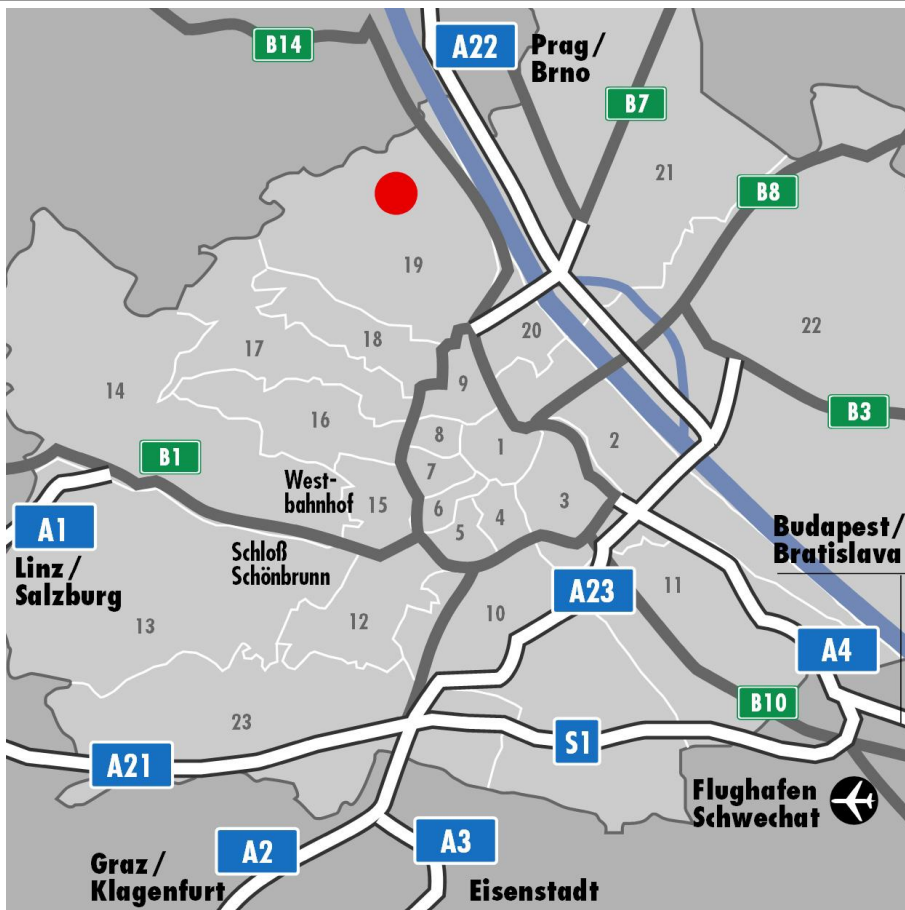 B14
A22
Prag/
Brno
B7
21
B8
19
20
22
18
17
14
9
16
B3
8
1
2
B1
West-
bahnhof
7
15
6
3
4
5
A1
Linz/
Salzburg
Schloß
Schönbrunn
Budapest/
Bratislava
A23
11
10
12
13
A4
B10
23
S1
A21
Flughafen
Schwechat
A2
A3
Graz/
Klagenfurt
Eisenstadt